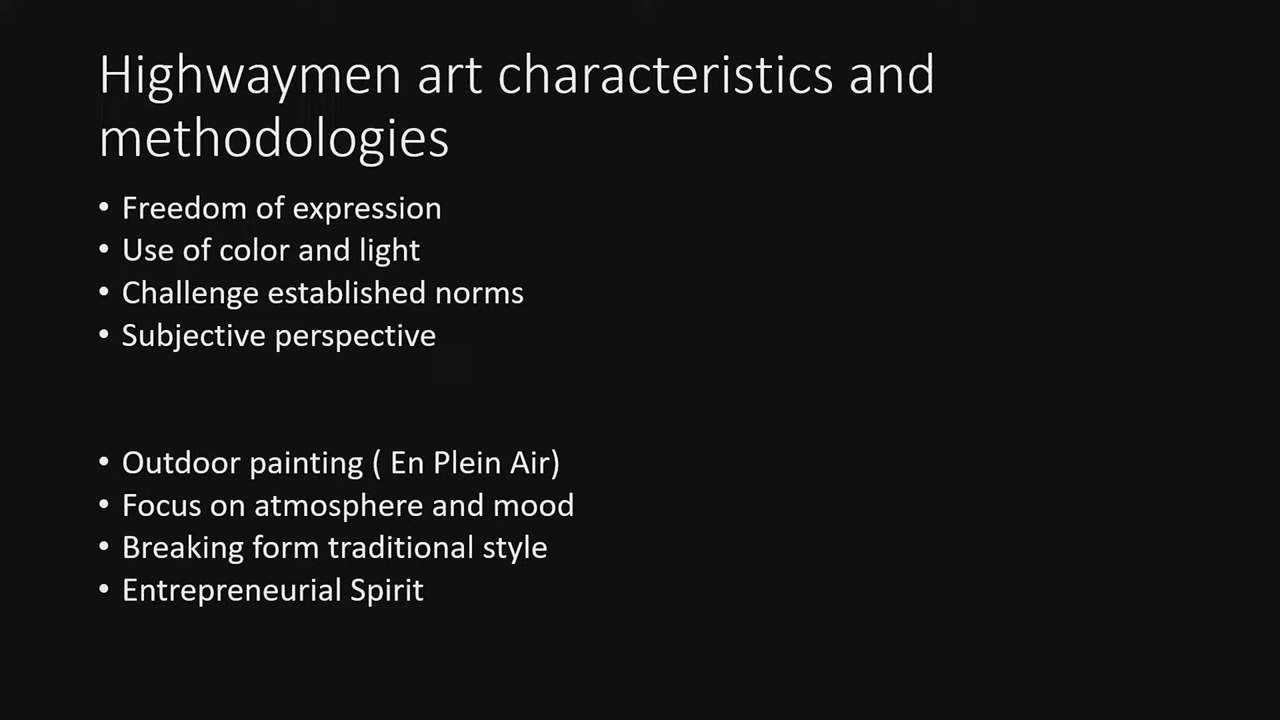 Highwaymen art characteristics and
methodologies
• Freedom of expression
• Use of color and light
• Challenge established norms
• Subjective perspective
• Outdoor painting ( En Plein Air)
• Focus on atmosphere and mood
• Breaking form traditional style
• Entrepreneurial Spirit